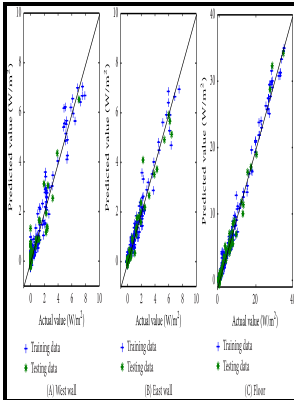 10
8
6
4
2
0
Predicted value (W/m²)
0 2 4 6 8 10
Actual value (W/m²)
Training data
Testing data
(A) West wall
10
8
6
4
2
0
Predicted value (W/m²)
0 2 4 6 8 10
Actual value (W/m²)
Training data
Testing data
(B) East wall
40
30
20
10
0
Predicted value (W/m²)
0 20 40
Actual value (W/m²)
Training data
Testing data
(C) Floor